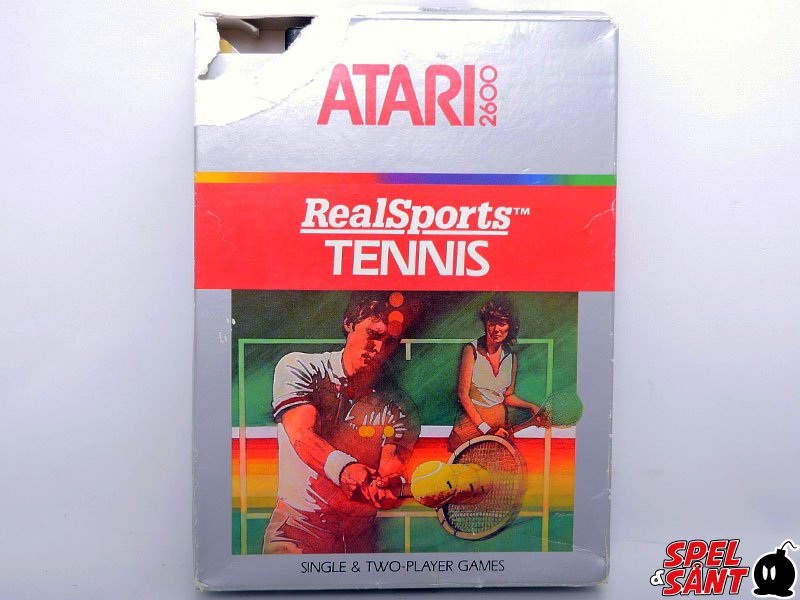 ATARI 2600
RealSports™
TENNIS
SINGLE & TWO-PLAYER GAMES
SPEL
& SÅNT